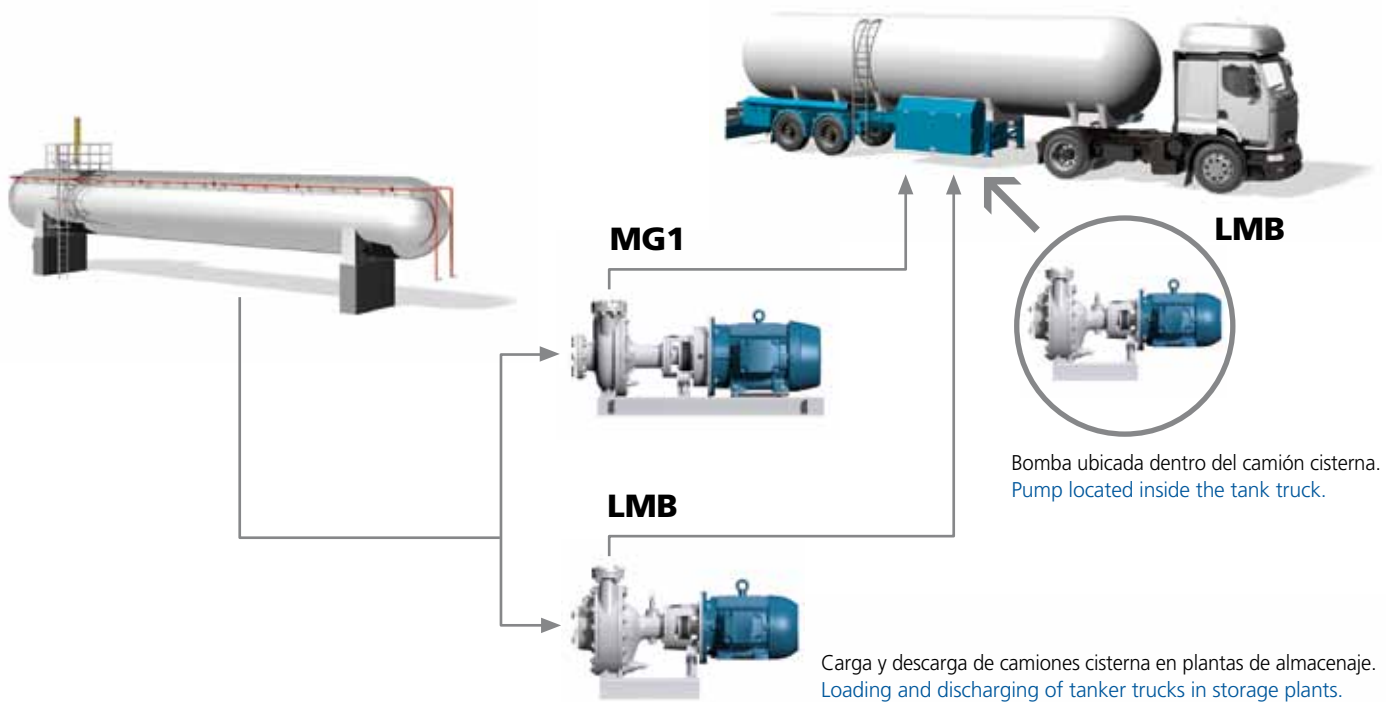 MG1
LMB
Bomba ubicada dentro del camión cisterna.
Pump located inside the tank truck.
LMB
Carga y descarga de camiones cisterna en plantas de almacenaje.
Loading and discharging of tanker trucks in storage plants.